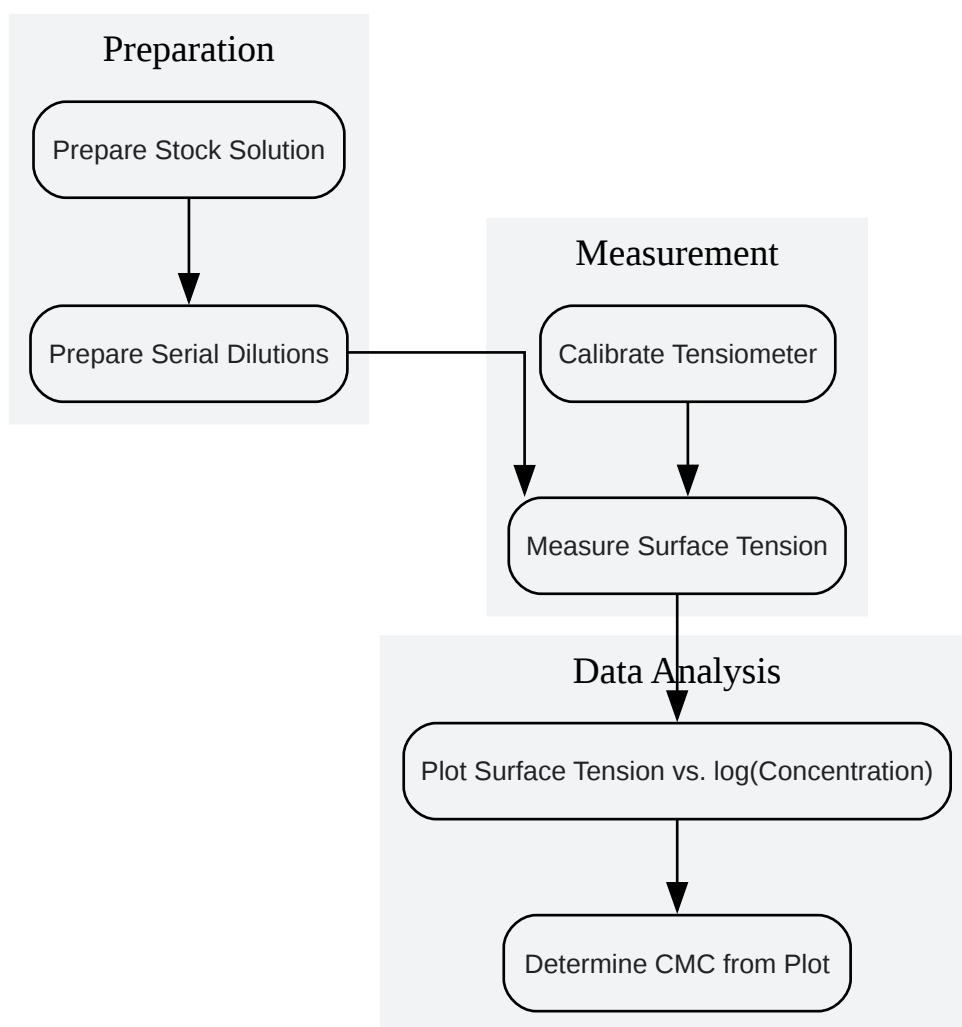 Preparation
Prepare Stock Solution
Prepare Serial Dilutions
Measurement
Calibrate Tensiometer
Measure Surface Tension
Data Analysis
Plot Surface Tension vs. log(Concentration)
Determine CMC from Plot